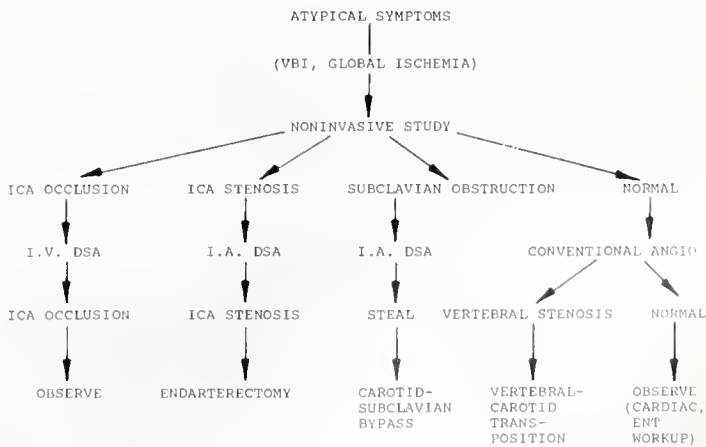 ATYPICAL SYMPTOMS
(VBI, GLOBAL ISCHEMIA)
NONINVASIVE STUDY
ICA OCCLUSION ICA STENOSIS SUBCLAVIAN OBSTRUCTION NORMAL
I.V. DSA I.A. DSA I.A. DSA CONVENTIONAL ANGIO
ICA OCCLUSION ICA STENOSIS STEAL VERTEBRAL STENOSIS NORMAL
OBSERVE ENDARTERECTOMY CAROTID- VERTEBRAL- OBSERVE
SUBCLAVIAN CAROTID (CARDIAC,
BYPASS TRANS- ENT
POSITION WORKUP)